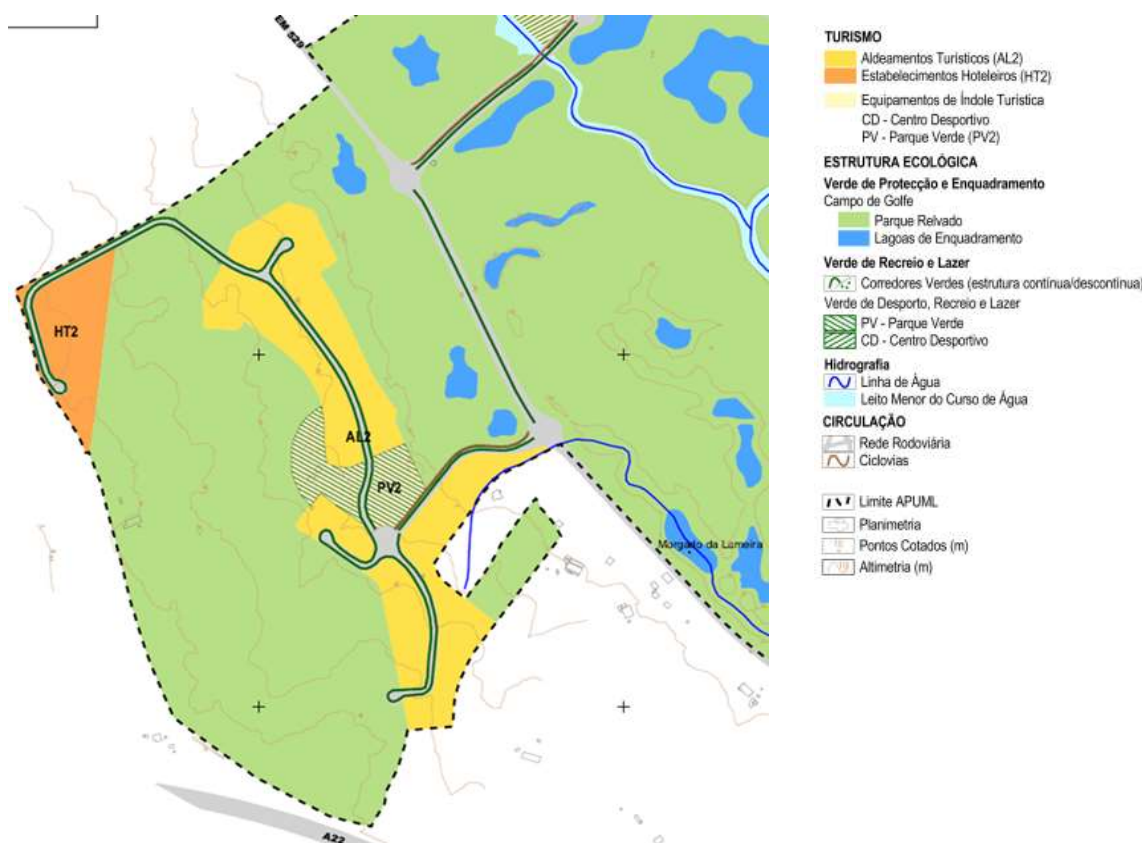 EM 529
HT2
AL2
PV2
Morgado da Lameira
A22
TURISMO
Aldeamentos Turísticos (AL2)
Estabelecimentos Hoteleiros (HT2)
Equipamentos de Índole Turística
CD - Centro Desportivo
PV - Parque Verde (PV2)
ESTRUTURA ECOLÓGICA
Verde de Protecção e Enquadramento
Campo de Golfe
Parque Relvado
Lagoas de Enquadramento
Verde de Recreio e Lazer
Corredores Verdes (estrutura contínua/descontínua)
Verde de Desporto, Recreio e Lazer
PV - Parque Verde
CD - Centro Desportivo
Hidrografia
Linha de Água
Leito Menor do Curso de Água
CIRCULAÇÃO
Rede Rodoviária
Ciclovias
Limite APUML
Planimetria
Pontos Cotados (m)
Altimetria (m)